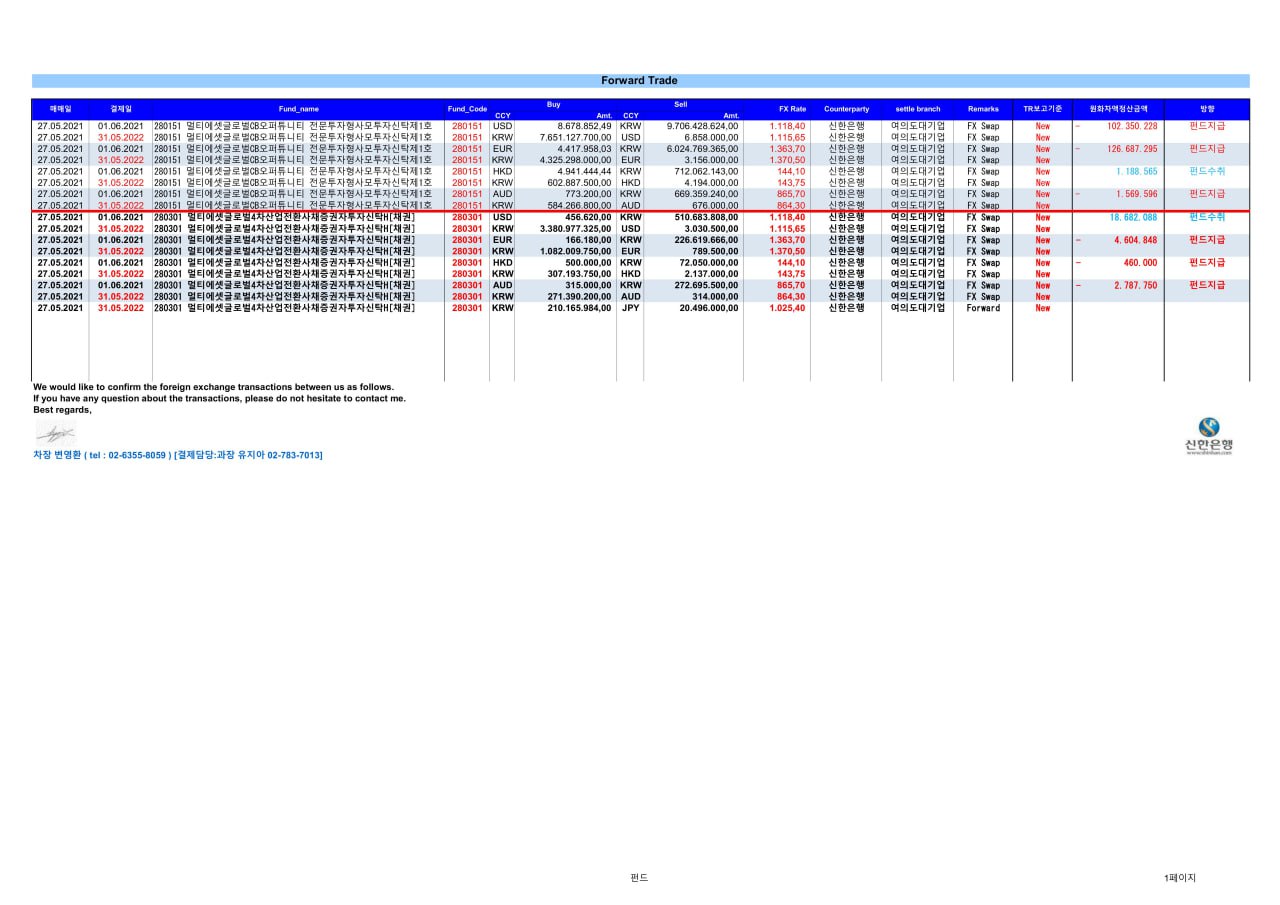 Forward Trade
매매일 결제일 Fund_name Fund_Code Buy CCY Amt. Sell CCY Amt. FX Rate Counterparty settle branch Remarks TR보고기준 원화차액정산금액 방향
27.05.2021 01.06.2021 280151 멀티에셋글로벌CB오퍼튜니티 전문투자형사모투자신탁제1호 280151 USD 8.678.852,49 KRW 9.706.428.624,00 1.118,40 신한은행 여의도대기업 FX Swap New - 102.350.228 펀드지급
27.05.2021 31.05.2022 280151 멀티에셋글로벌CB오퍼튜니티 전문투자형사모투자신탁제1호 280151 KRW 7.651.127.700,00 USD 6.858.000,00 1.115,65 신한은행 여의도대기업 FX Swap New
27.05.2021 01.06.2021 280151 멀티에셋글로벌CB오퍼튜니티 전문투자형사모투자신탁제1호 280151 EUR 4.417.958,03 KRW 6.024.769.365,00 1.363,70 신한은행 여의도대기업 FX Swap New - 126.687.295 펀드지급
27.05.2021 31.05.2022 280151 멀티에셋글로벌CB오퍼튜니티 전문투자형사모투자신탁제1호 280151 KRW 4.325.298.000,00 EUR 3.156.000,00 1.370,50 신한은행 여의도대기업 FX Swap New
27.05.2021 01.06.2021 280151 멀티에셋글로벌CB오퍼튜니티 전문투자형사모투자신탁제1호 280151 HKD 4.941.444,44 KRW 712.062.143,00 144,10 신한은행 여의도대기업 FX Swap New 1.188.565 펀드수취
27.05.2021 31.05.2022 280151 멀티에셋글로벌CB오퍼튜니티 전문투자형사모투자신탁제1호 280151 KRW 602.887.500,00 HKD 4.194.000,00 143,75 신한은행 여의도대기업 FX Swap New
27.05.2021 01.06.2021 280151 멀티에셋글로벌CB오퍼튜니티 전문투자형사모투자신탁제1호 280151 AUD 773.200,00 KRW 669.359.240,00 865,70 신한은행 여의도대기업 FX Swap New - 1.569.596 펀드지급
27.05.2021 31.05.2022 280151 멀티에셋글로벌CB오퍼튜니티 전문투자형사모투자신탁제1호 280151 KRW 584.266.800,00 AUD 676.000,00 864,30 신한은행 여의도대기업 FX Swap New
27.05.2021 01.06.2021 280301 멀티에셋글로벌4차산업전환사채증권자투자신탁H[채권] 280301 USD 456.620,00 KRW 510.683.808,00 1.118,40 신한은행 여의도대기업 FX Swap New 18.682.088 펀드수취
27.05.2021 31.05.2022 280301 멀티에셋글로벌4차산업전환사채증권자투자신탁H[채권] 280301 KRW 3.380.977.325,00 USD 3.030.500,00 1.115,65 신한은행 여의도대기업 FX Swap New
27.05.2021 01.06.2021 280301 멀티에셋글로벌4차산업전환사채증권자투자신탁H[채권] 280301 EUR 166.180,00 KRW 226.619.666,00 1.363,70 신한은행 여의도대기업 FX Swap New - 4.604.848 펀드지급
27.05.2021 31.05.2022 280301 멀티에셋글로벌4차산업전환사채증권자투자신탁H[채권] 280301 KRW 1.082.009.750,00 EUR 789.500,00 1.370,50 신한은행 여의도대기업 FX Swap New
27.05.2021 01.06.2021 280301 멀티에셋글로벌4차산업전환사채증권자투자신탁H[채권] 280301 HKD 500.000,00 KRW 72.050.000,00 144,10 신한은행 여의도대기업 FX Swap New - 460.000 펀드지급
27.05.2021 31.05.2022 280301 멀티에셋글로벌4차산업전환사채증권자투자신탁H[채권] 280301 KRW 307.193.750,00 HKD 2.137.000,00 143,75 신한은행 여의도대기업 FX Swap New
27.05.2021 01.06.2021 280301 멀티에셋글로벌4차산업전환사채증권자투자신탁H[채권] 280301 AUD 315.000,00 KRW 272.695.500,00 865,70 신한은행 여의도대기업 FX Swap New - 2.787.750 펀드지급
27.05.2021 31.05.2022 280301 멀티에셋글로벌4차산업전환사채증권자투자신탁H[채권] 280301 KRW 271.390.200,00 AUD 314.000,00 864,30 신한은행 여의도대기업 FX Swap New
27.05.2021 31.05.2022 280301 멀티에셋글로벌4차산업전환사채증권자투자신탁H[채권] 280301 KRW 210.165.984,00 JPY 20.496.000,00 1.025,40 신한은행 여의도대기업 Forward New
We would like to confirm the foreign exchange transactions between us as follows.
If you have any question about the transactions, please do not hesitate to contact me.
Best regards,
차장 변영환 ( tel : 02-6355-8059 ) [결제담당:과장 유지아 02-783-7013]
신한은행
www.shinhan.com
펀드 1페이지